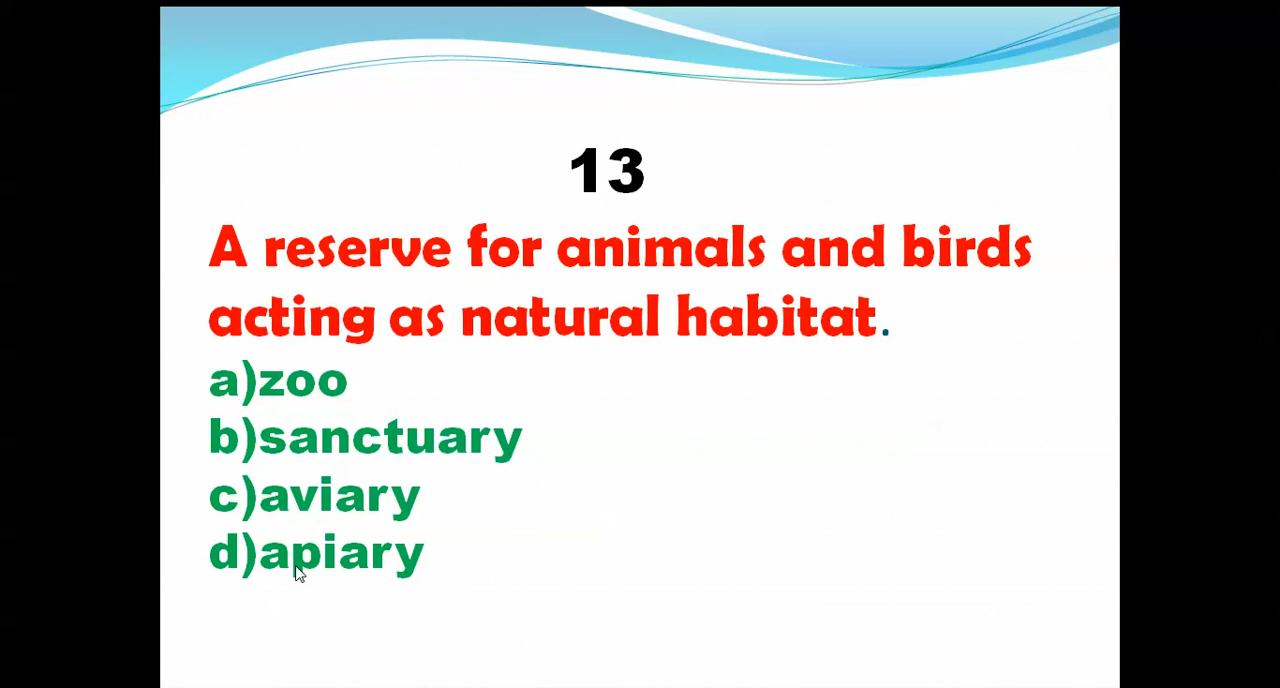 13
A reserve for animals and birds
acting as natural habitat.
a)zoo
b)sanctuary
c)aviary
d)apiary